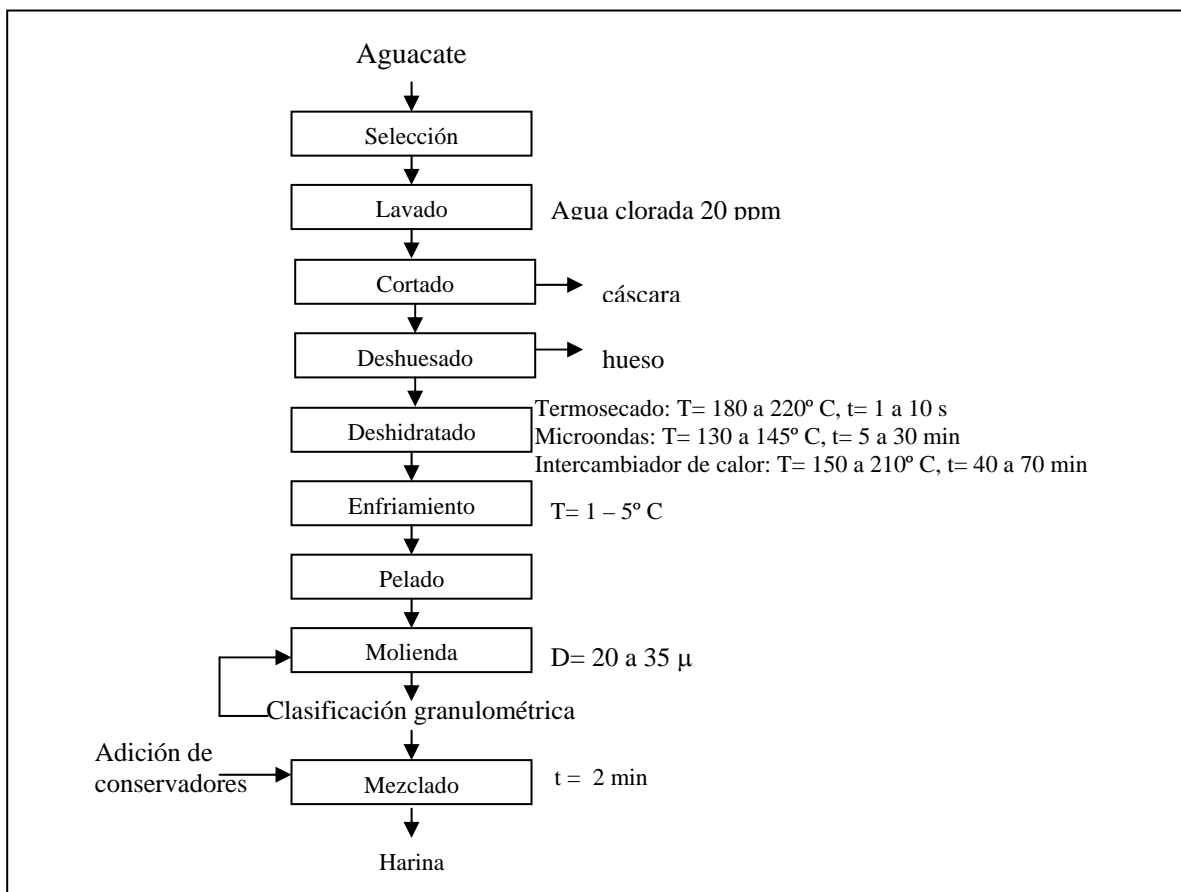 Aguacate
Selección
Lavado
Agua clorada 20 ppm
Cortado
cáscara
Deshuesado
hueso
Termosecado: T= 180 a 220º C, t= 1 a 10 s
Deshidratado
Microondas: T= 130 a 145º C, t= 5 a 30 min
Intercambiador de calor: T= 150 a 210º C, t= 40 a 70 min
Enfriamiento
T= 1 – 5º C
Pelado
Molienda
D= 20 a 35 µ
Clasificación granulométrica
Adición de
conservadores
Mezclado
t = 2 min
Harina